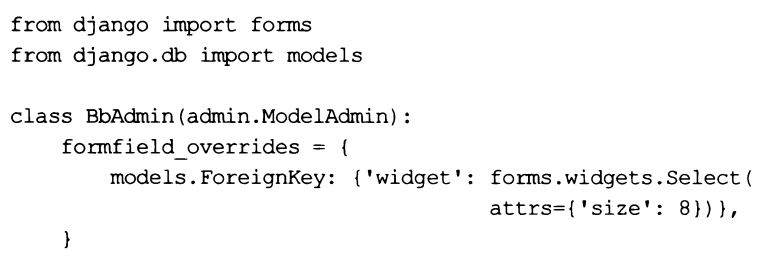 from django import forms
from django.db import models

class BbAdmin(admin.ModelAdmin):
    formfield_overrides = {
        models.ForeignKey: {'widget': forms.widgets.Select(
                                        attrs={'size': 8})},
    }